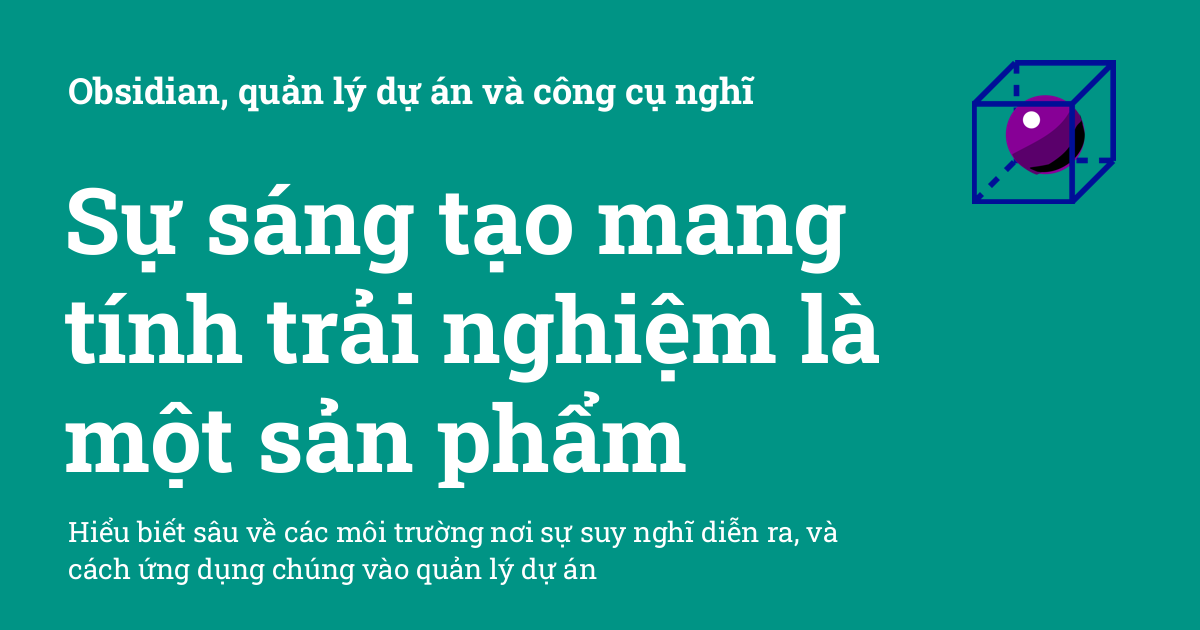 Obsidian, quản lý dự án và công cụ nghĩ
Sự sáng tạo mang
tính trải nghiệm là
một sản phẩm
Hiểu biết sâu về các môi trường nơi sự suy nghĩ diễn ra, và
cách ứng dụng chúng vào quản lý dự án